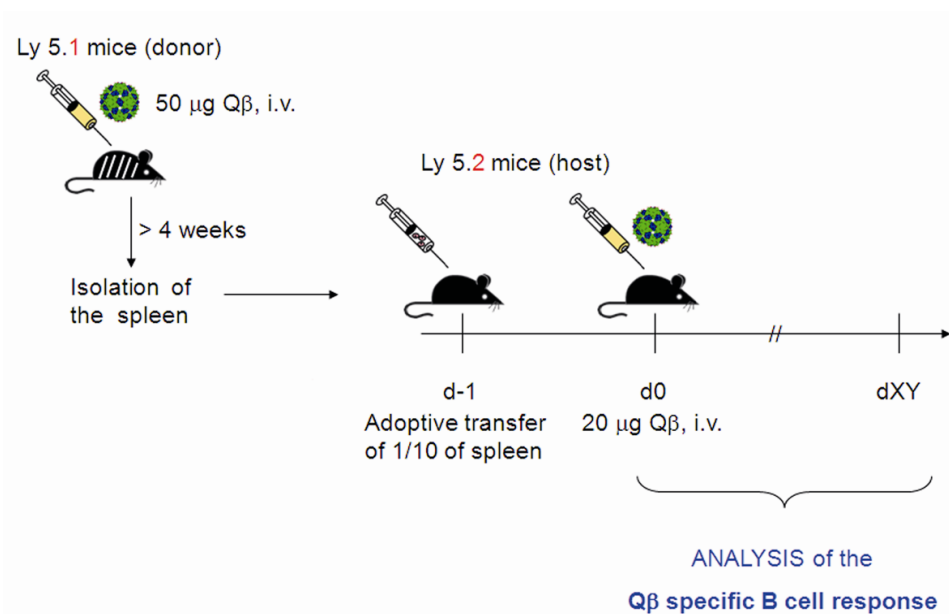 Ly 5.1 mice (donor)
50 μg Qβ, i.v.
> 4 weeks
Isolation of
the spleen
Ly 5.2 mice (host)
d-1
Adoptive transfer
of 1/10 of spleen
d0
20 μg Qβ, i.v.
//
dXY
ANALYSIS of the
Qβ specific B cell response